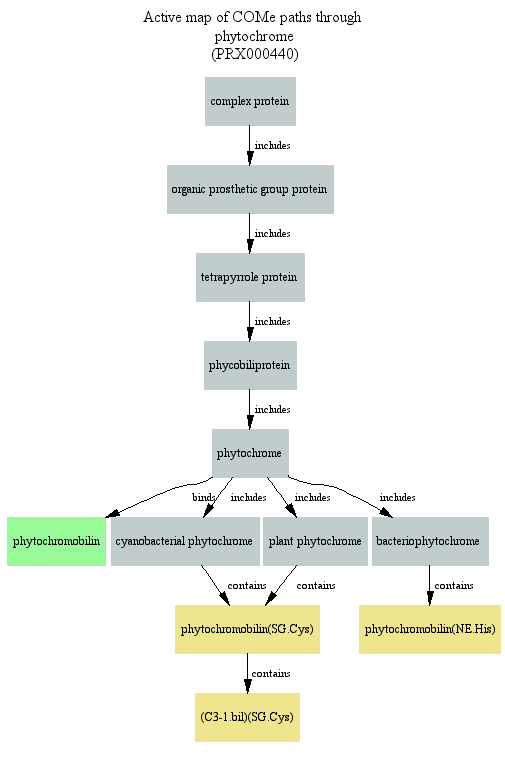 Active map of COMe paths through
phytochrome
(PRX000440)
complex protein
includes
organic prosthetic group protein
includes
tetrapyrrole protein
includes
phycobiliprotein
includes
phytochrome
binds includes includes includes
phytochromobilin cyanobacterial phytochrome plant phytochrome bacteriophytochrome
contains contains contains
phytochromobilin(SG.Cys) phytochromobilin(NE.His)
contains
(C3-1.bil)(SG.Cys)